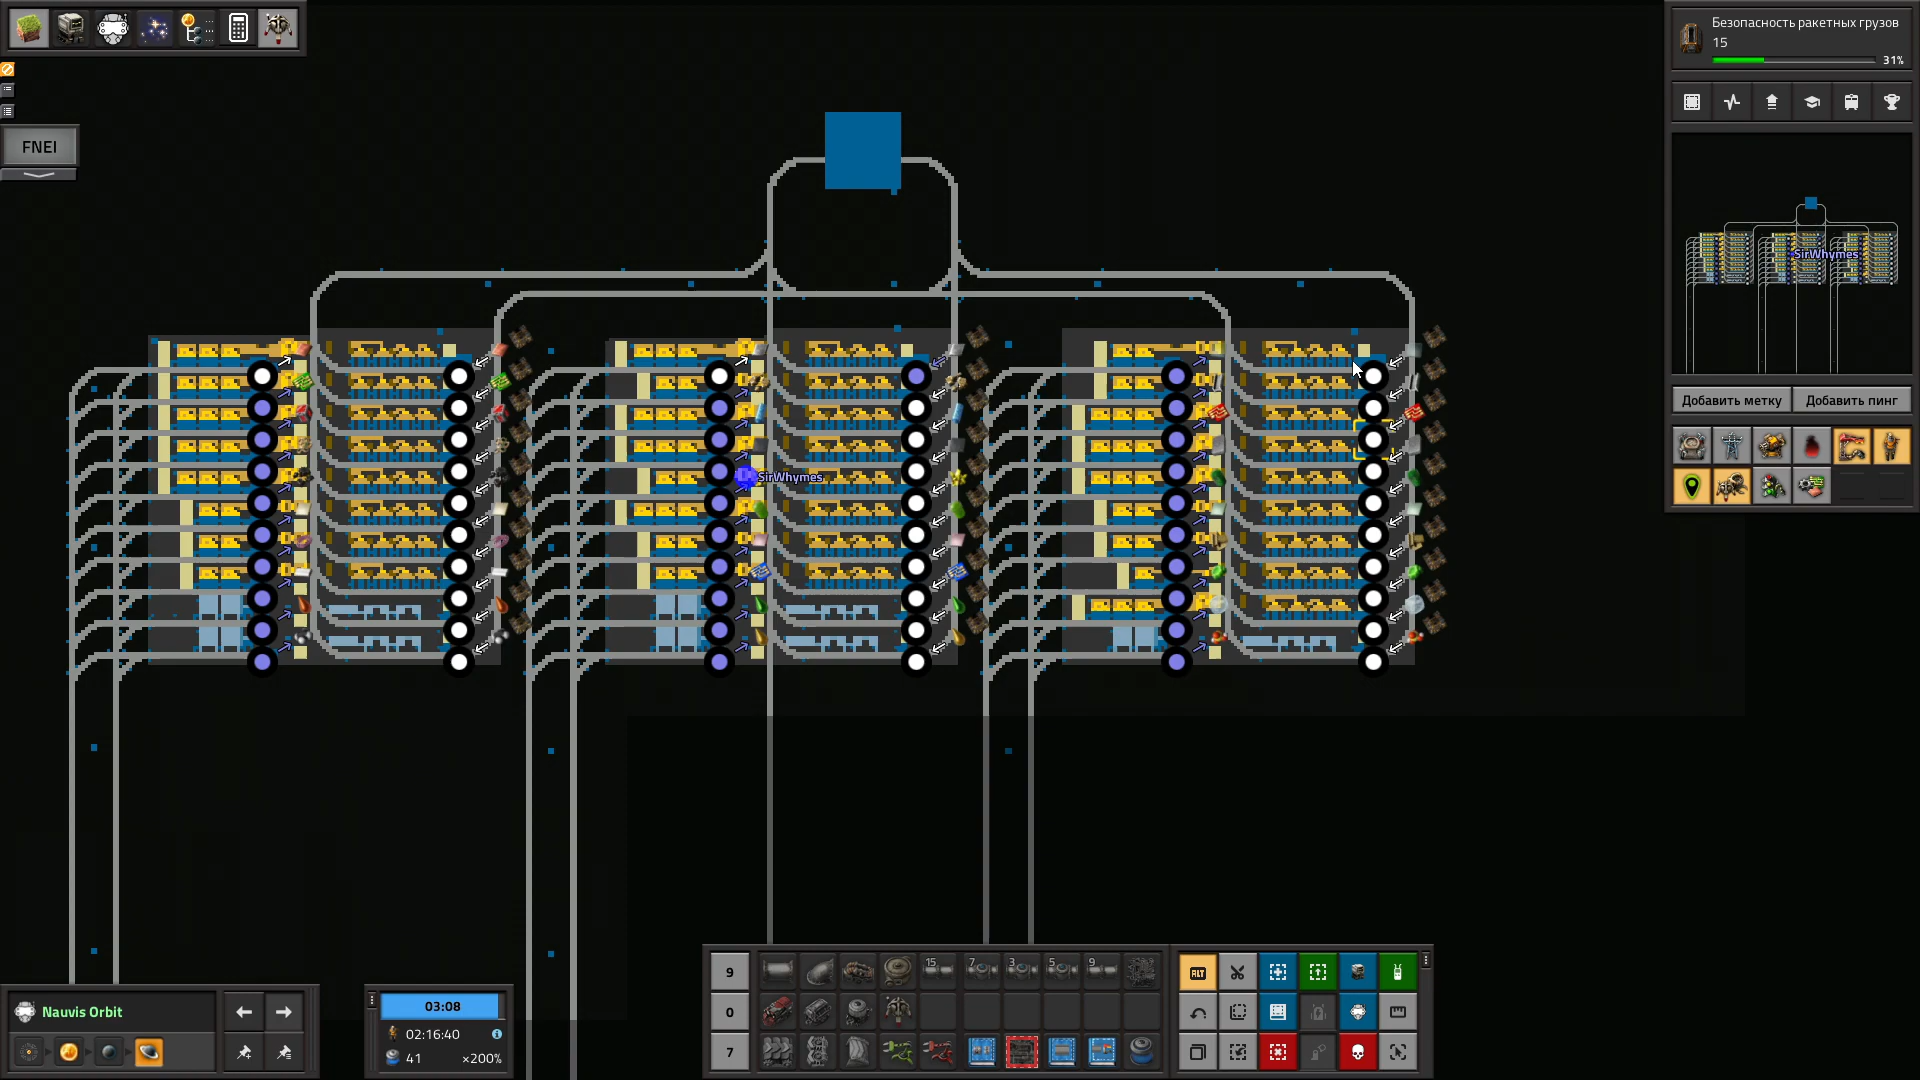 Безопасность ракетных грузов
15
31%
FNEI
SirWhymes
SirWhymes
Добавить метку
Добавить пинг
Nauvis Orbit
03:08
02:16:40
41
×200%
9
15
7
3
5
9
0
7
ALT